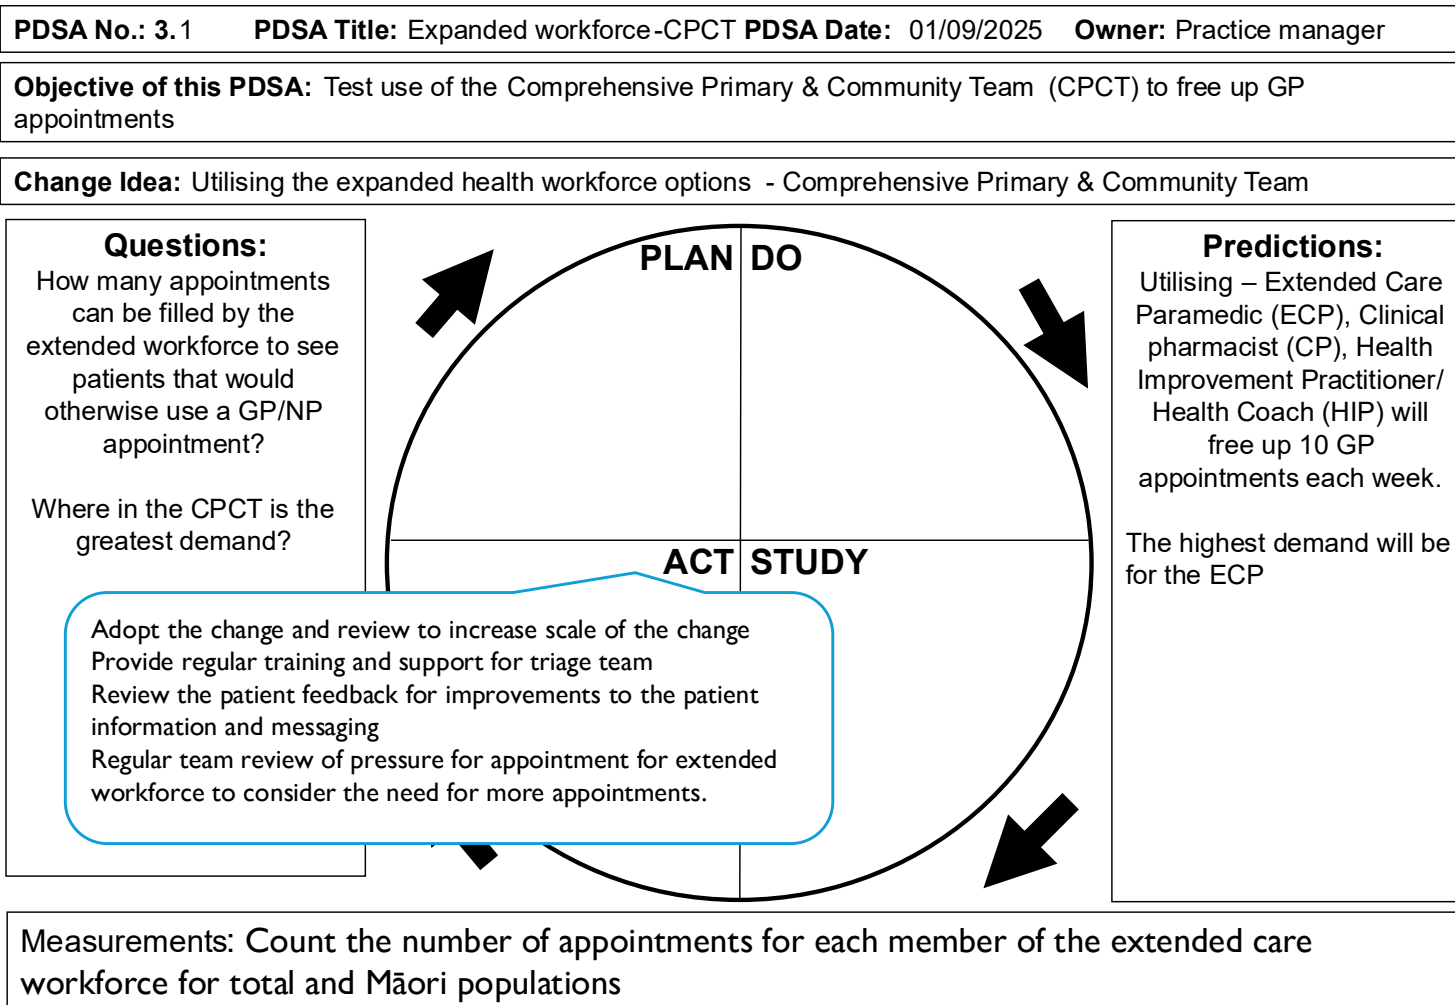 PDSA No.: 3.1 PDSA Title: Expanded workforce-CPCT PDSA Date: 01/09/2025 Owner: Practice manager
Objective of this PDSA: Test use of the Comprehensive Primary & Community Team (CPCT) to free up GP
appointments
Change Idea: Utilising the expanded health workforce options - Comprehensive Primary & Community Team
Questions:
How many appointments
can be filled by the
extended workforce to see
patients that would
otherwise use a GP/NP
appointment?
Where in the CPCT is the
greatest demand?
PLAN DO
ACT STUDY
Adopt the change and review to increase scale of the change
Provide regular training and support for triage team
Review the patient feedback for improvements to the patient
information and messaging
Regular team review of pressure for appointment for extended
workforce to consider the need for more appointments.
Predictions:
Utilising – Extended Care
Paramedic (ECP), Clinical
pharmacist (CP), Health
Improvement Practitioner/
Health Coach (HIP) will
free up 10 GP
appointments each week.
The highest demand will be
for the ECP
Measurements: Count the number of appointments for each member of the extended care
workforce for total and Māori populations